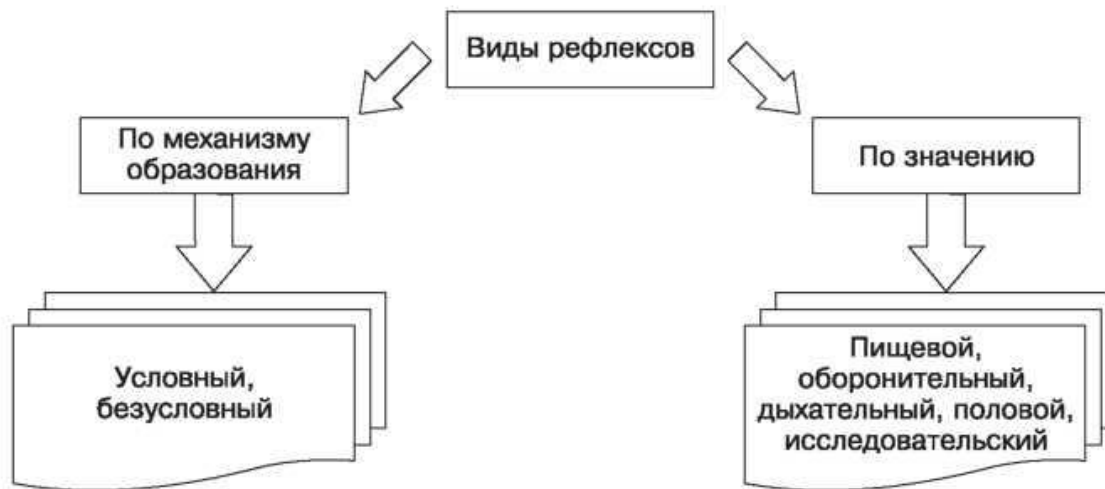 Виды рефлексов
По механизму
образования
По значению
Условный,
безусловный
Пищевой,
оборонительный,
дыхательный, половой,
исследовательский